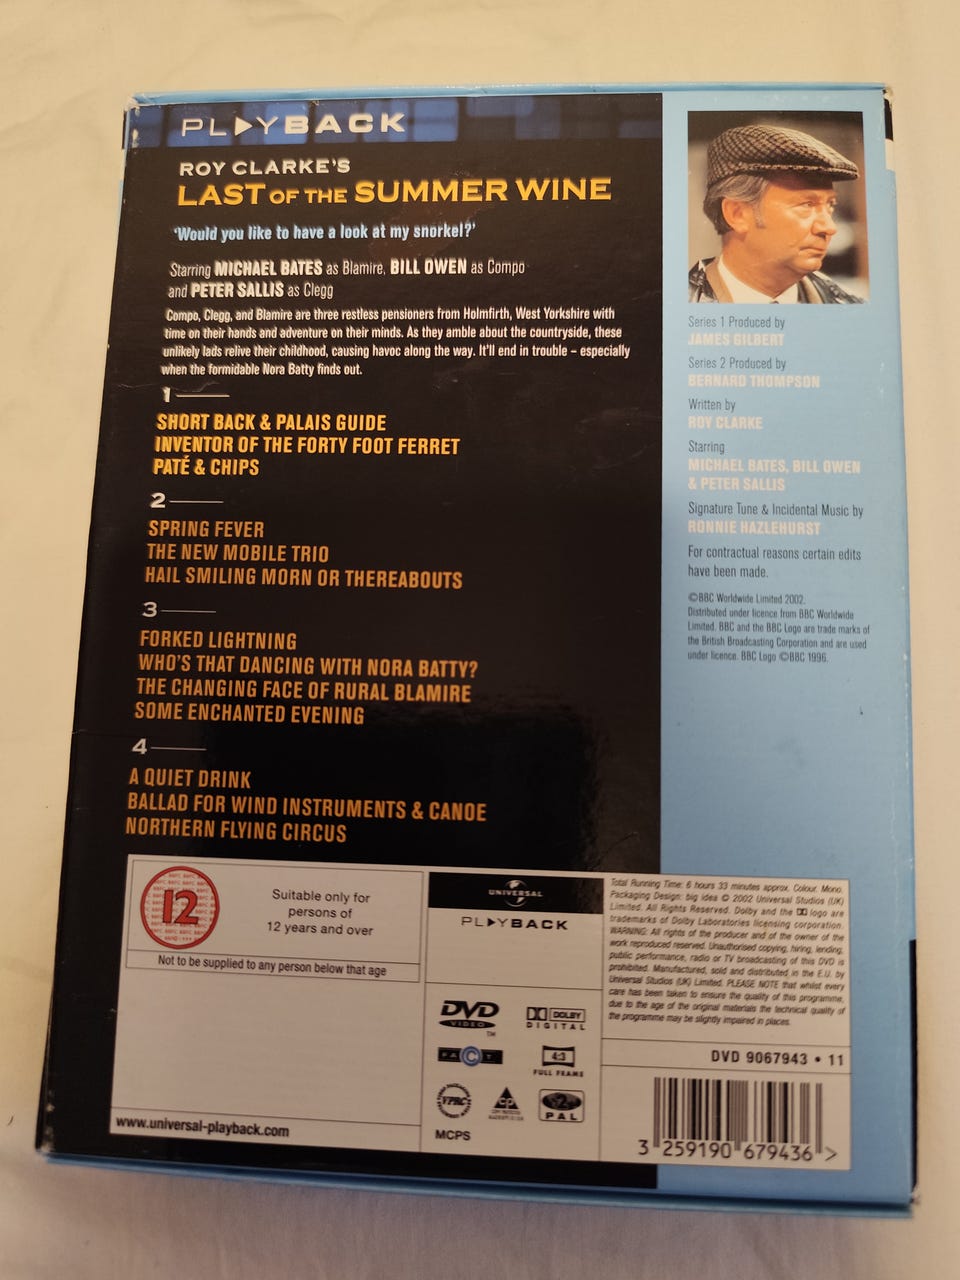 PLAYBACK
ROY CLARKE'S
LAST OF THE SUMMER WINE
'Would you like to have a look at my snorkel?'
Starring MICHAEL BATES as Blamire, BILL OWEN as Compo
and PETER SALLIS as Clegg
Compo, Clegg, and Blamire are three restless pensioners from Holmfirth, West Yorkshire with
time on their hands and adventure on their minds. As they amble about the countryside, these
unlikely lads relive their childhood, causing havoc along the way. It'll end in trouble – especially
when the formidable Nora Batty finds out.
1
SHORT BACK & PALAIS GUIDE
INVENTOR OF THE FORTY FOOT FERRET
PATÉ & CHIPS
2
SPRING FEVER
THE NEW MOBILE TRIO
HAIL SMILING MORN OR THEREABOUTS
3
FORKED LIGHTNING
WHO'S THAT DANCING WITH NORA BATTY?
THE CHANGING FACE OF RURAL BLAMIRE
SOME ENCHANTED EVENING
4
A QUIET DRINK
BALLAD FOR WIND INSTRUMENTS & CANOE
NORTHERN FLYING CIRCUS
Series 1 Produced by
JAMES GILBERT
Series 2 Produced by
BERNARD THOMPSON
Written by
ROY CLARKE
Starring
MICHAEL BATES, BILL OWEN
& PETER SALLIS
Signature Tune & Incidental Music by
RONNIE HAZLEHURST
For contractual reasons certain edits
have been made.
©BBC Worldwide Limited 2002.
Distributed under licence from BBC Worldwide
Limited. BBC and the BBC Logo are trade marks of
the British Broadcasting Corporation and are used
under licence. BBC Logo ©BBC 1996.
12
Suitable only for
persons of
12 years and over
Not to be supplied to any person below that age
www.universal-playback.com
UNIVERSAL
PLAYBACK
DVD
VIDEO
TM
DOLBY
DIGITAL
FACT
4:3
FULL FRAME
VPRC
CP
2
PAL
MCPS
Total Running Time: 6 hours 33 minutes approx. Colour. Mono.
Packaging Design: big idea © 2002 Universal Studios (UK)
Limited. All Rights Reserved. Dolby and the logo are
trademarks of Dolby Laboratories licensing corporation.
WARNING: All rights of the producer and of the owner of the
work reproduced reserved. Unauthorised copying, hiring, lending,
public performance, radio or TV broadcasting of this DVD is
prohibited. Manufactured, sold and distributed in the E.U. by
Universal Studios (UK) Limited. PLEASE NOTE that whilst every
care has been taken to ensure the quality of this programme,
due to the age of the original materials the technical quality of
the programme may be slightly impaired in places.
DVD 9067943 • 11
3 259190 679436 >